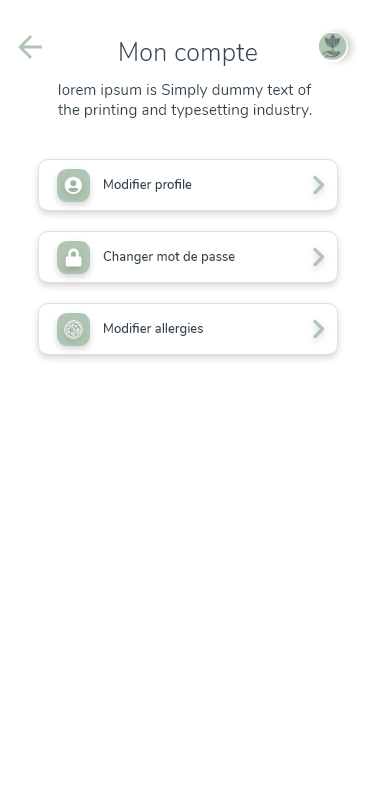 Mon compte
lorem ipsum is Simply dummy text of
the printing and typesetting industry.
Modifier profile
Changer mot de passe
Modifier allergies